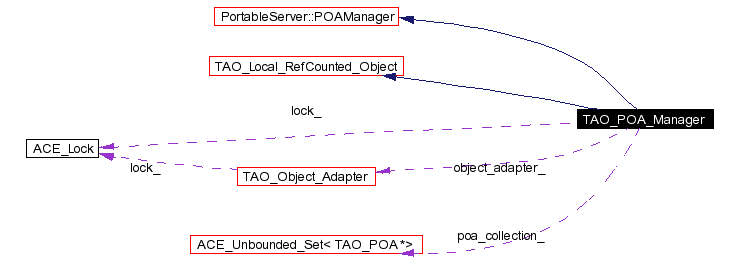 PortableServer::POAManager
TAO_Local_RefCounted_Object
lock_
TAO_POA_Manager
ACE_Lock
lock_
object_adapter_
TAO_Object_Adapter
poa_collection_
ACE_Unbounded_Set< TAO_POA *>